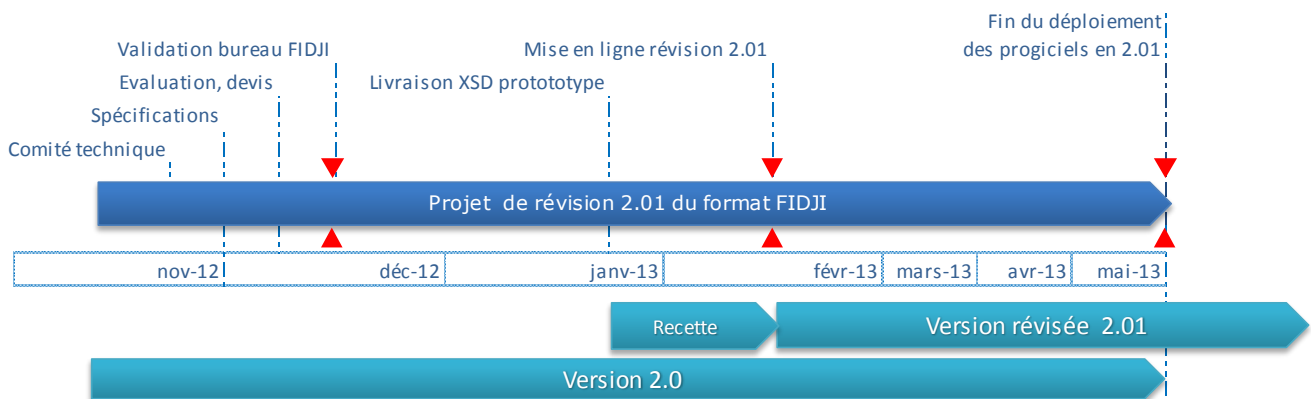 Fin du déploiement
des progiciels en 2.01
Validation bureau FIDJI
Mise en ligne révision 2.01
Evaluation, devis
Livraison XSD protototype
Spécifications
Comité technique
Projet de révision 2.01 du format FIDJI
nov-12
déc-12
janv-13
févr-13
mars-13
avr-13
mai-13
Recette
Version révisée 2.01
Version 2.0